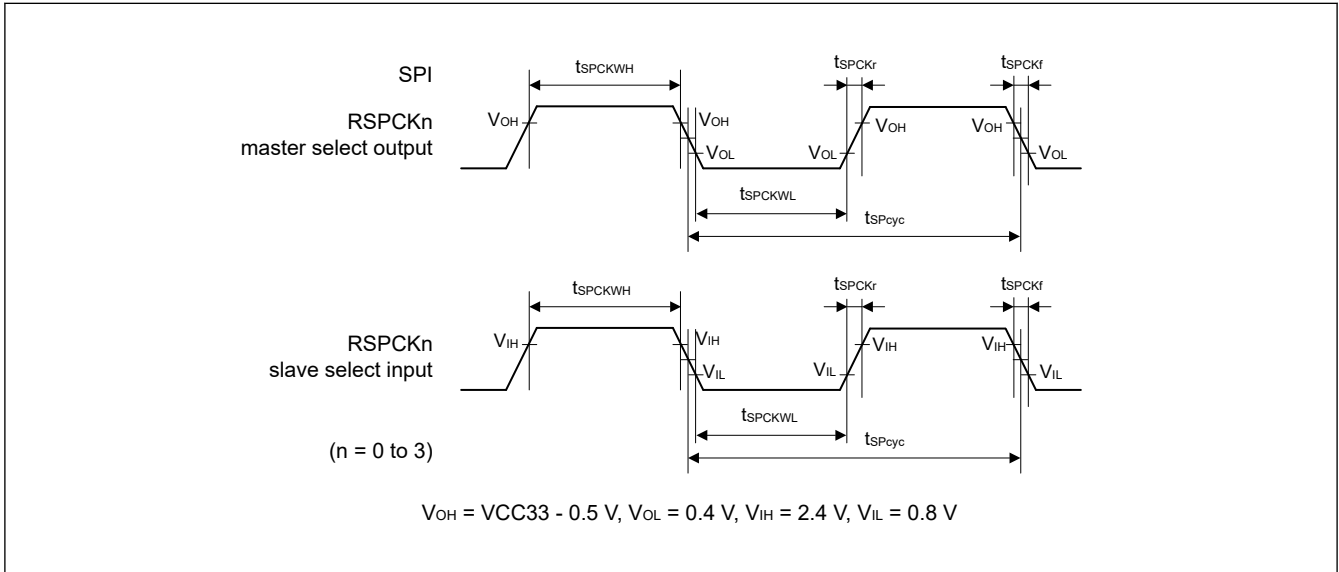 SPI
tSPCKWH
tSPCKr
tSPCKf
RSPCKn
master select output
VOH
VOH
VOL
VOL
VOH
VOH
VOL
tSPCKWL
tSPcyc
tSPCKWH
tSPCKr
tSPCKf
RSPCKn
slave select input
VIH
VIH
VIL
VIL
VIH
VIH
VIL
tSPCKWL
tSPcyc
(n = 0 to 3)
VOH = VCC33 - 0.5 V, VOL = 0.4 V, VIH = 2.4 V, VIL = 0.8 V